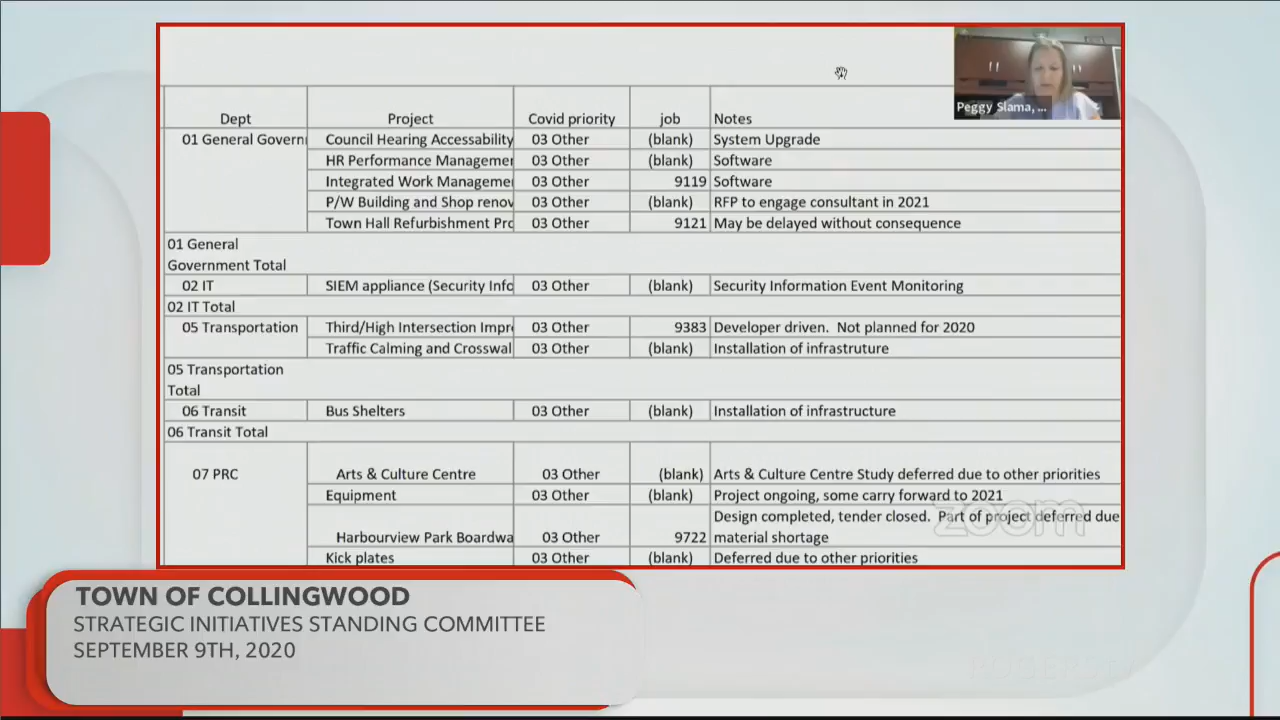 Peggy Slama, ...
Dept Project Covid priority job Notes
01 General Govern Council Hearing Accessability 03 Other (blank) System Upgrade
HR Performance Managemer 03 Other (blank) Software
Integrated Work Managemer 03 Other 9119 Software
P/W Building and Shop renov 03 Other (blank) RFP to engage consultant in 2021
Town Hall Refurbishment Pro 03 Other 9121 May be delayed without consequence
01 General
Government Total
02 IT SIEM appliance (Security Info 03 Other (blank) Security Information Event Monitoring
02 IT Total
05 Transportation Third/High Intersection Impr 03 Other 9383 Developer driven. Not planned for 2020
Traffic Calming and Crosswal 03 Other (blank) Installation of infrastruture
05 Transportation
Total
06 Transit Bus Shelters 03 Other (blank) Installation of infrastructure
06 Transit Total
07 PRC Arts & Culture Centre 03 Other (blank) Arts & Culture Centre Study deferred due to other priorities
Equipment 03 Other (blank) Project ongoing, some carry forward to 2021
Design completed, tender closed. Part of project deferred due
Harbourview Park Boardwa 03 Other 9722 material shortage
Kick plates 03 Other (blank) Deferred due to other priorities
zoom
TOWN OF COLLINGWOOD
STRATEGIC INITIATIVES STANDING COMMITTEE
SEPTEMBER 9TH, 2020